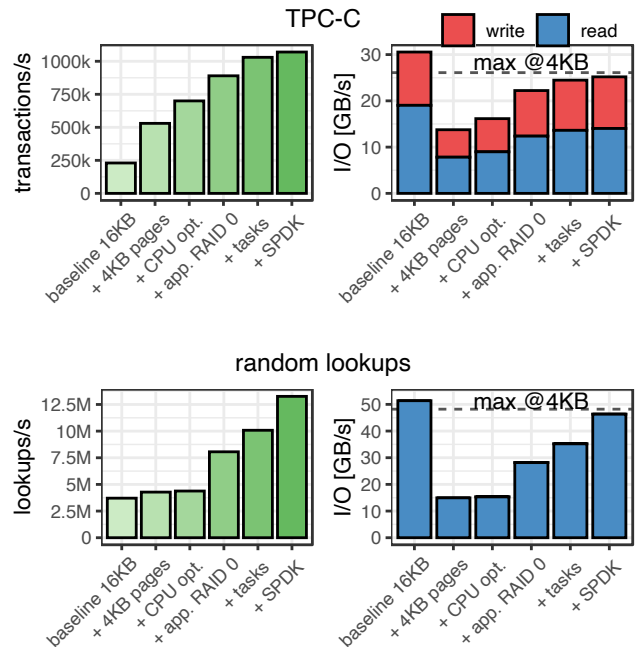 TPC-C
write read
transactions/s
1000k
750k
500k
250k
0
baseline 16KB
+ 4KB pages
+ CPU opt.
+ app. RAID 0
+ tasks
+ SPDK
I/O [GB/s]
30
20
10
0
max @4KB
baseline 16KB
+ 4KB pages
+ CPU opt.
+ app. RAID 0
+ tasks
+ SPDK
random lookups
lookups/s
12.5M
10M
7.5M
5M
2.5M
0
baseline 16KB
+ 4KB pages
+ CPU opt.
+ app. RAID 0
+ tasks
+ SPDK
I/O [GB/s]
50
40
30
20
10
0
max @4KB
baseline 16KB
+ 4KB pages
+ CPU opt.
+ app. RAID 0
+ tasks
+ SPDK